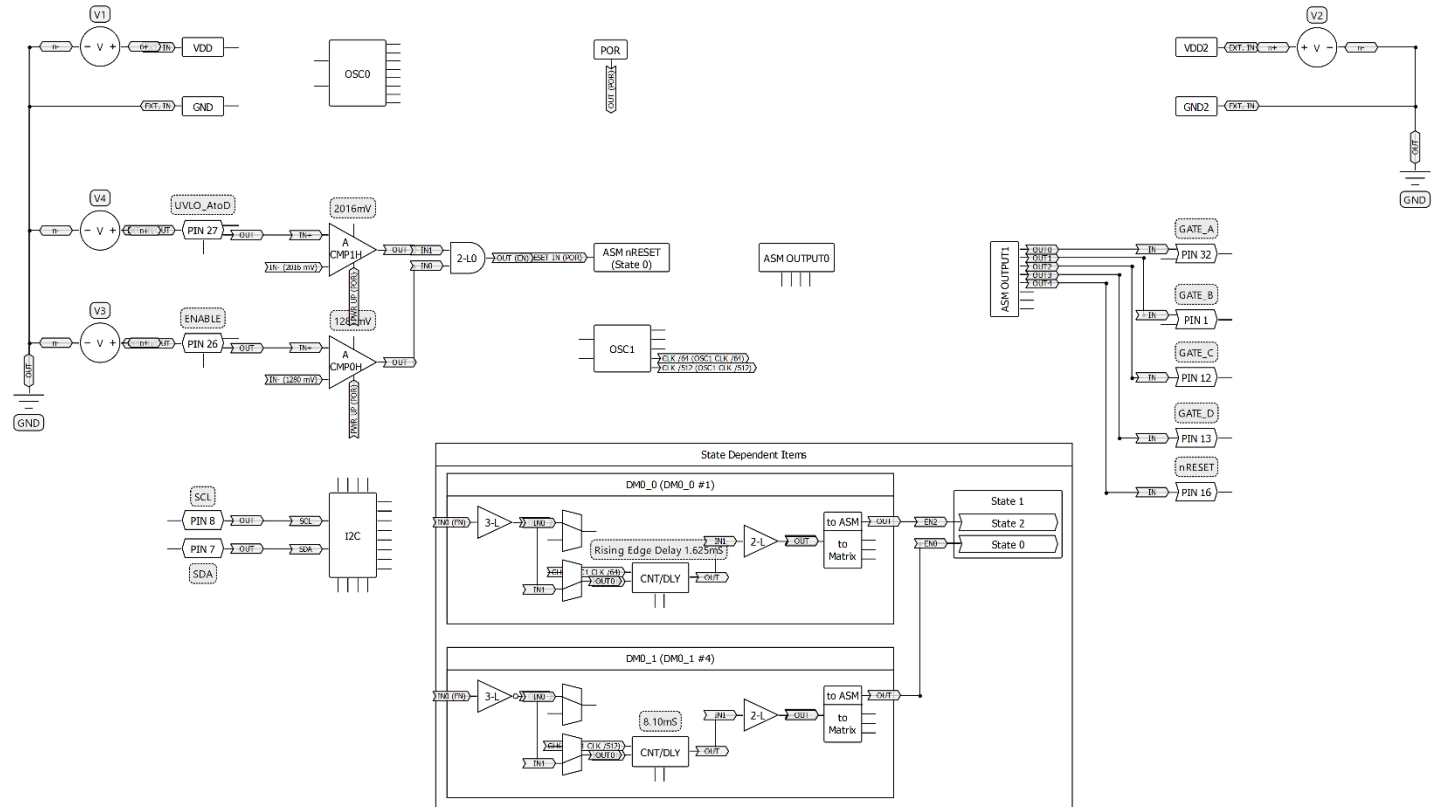 V1
n-
− V +
n+
IN
VDD
OSC0
POR
OUT (POR)
VDD2
EXT. IN
n+
+ V −
n-
V2
EXT. IN
GND
GND2
EXT. IN
OUT
GND
V4
n-
− V +
n+
UT
UVLO_AtoD
PIN 27
OUT
IN+
2016mV
A
CMP1H
IN- (2016 mV)
PWR UP (POR)
OUT
IN1
IN0
2-L0
OUT (EN)
ESET IN (POR)
ASM nRESET
(State 0)
ASM OUTPUT0
ASM OUTPUT1
OUT0
OUT1
OUT2
OUT3
OUT4
GATE_A
IN
PIN 32
GATE_B
IN
PIN 1
GATE_C
IN
PIN 12
GATE_D
IN
PIN 13
nRESET
IN
PIN 16
V3
n-
− V +
n+
UT
ENABLE
PIN 26
OUT
IN+
A
CMP0H
IN- (1280 mV)
PWR UP (POR)
OUT
OSC1
CLK /64 (OSC1 CLK /64)
CLK /512 (OSC1 CLK /512)
OUT
GND
SCL
PIN 8
OUT
SCL
PIN 7
OUT
SDA
SDA
I2C
State Dependent Items
DM0_0 (DM0_0 #1)
IN0 (FN)
3-L
IN0
Rising Edge Delay 1.625mS
C1 CLK /64)
OUT0
IN1
CNT/DLY
OUT
IN1
2-L
OUT
to ASM
to
Matrix
OUT
EN2
EN0
State 1
State 2
State 0
DM0_1 (DM0_1 #4)
IN0 (FN)
3-L
IN0
8.10mS
CLK
1 CLK /512)
OUT0
IN1
CNT/DLY
OUT
IN1
2-L
OUT
to ASM
to
Matrix
OUT